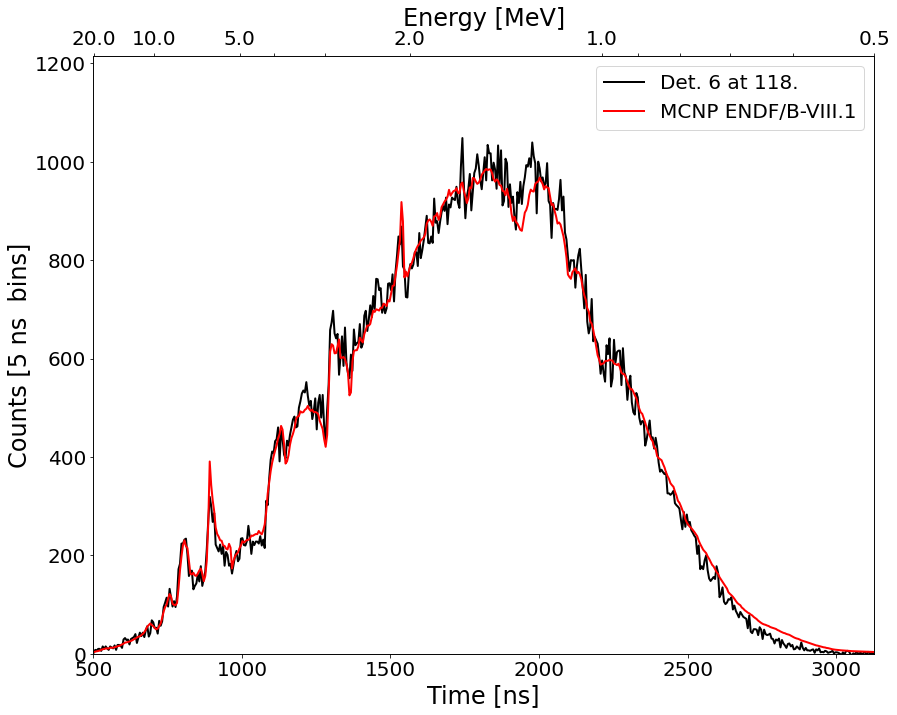 Energy [MeV]
20.0 10.0 5.0 2.0 1.0 0.5
Det. 6 at 118.
MCNP ENDF/B-VIII.1
Counts [5 ns  bins]
1200
1000
800
600
400
200
0
500 1000 1500 2000 2500 3000
Time [ns]